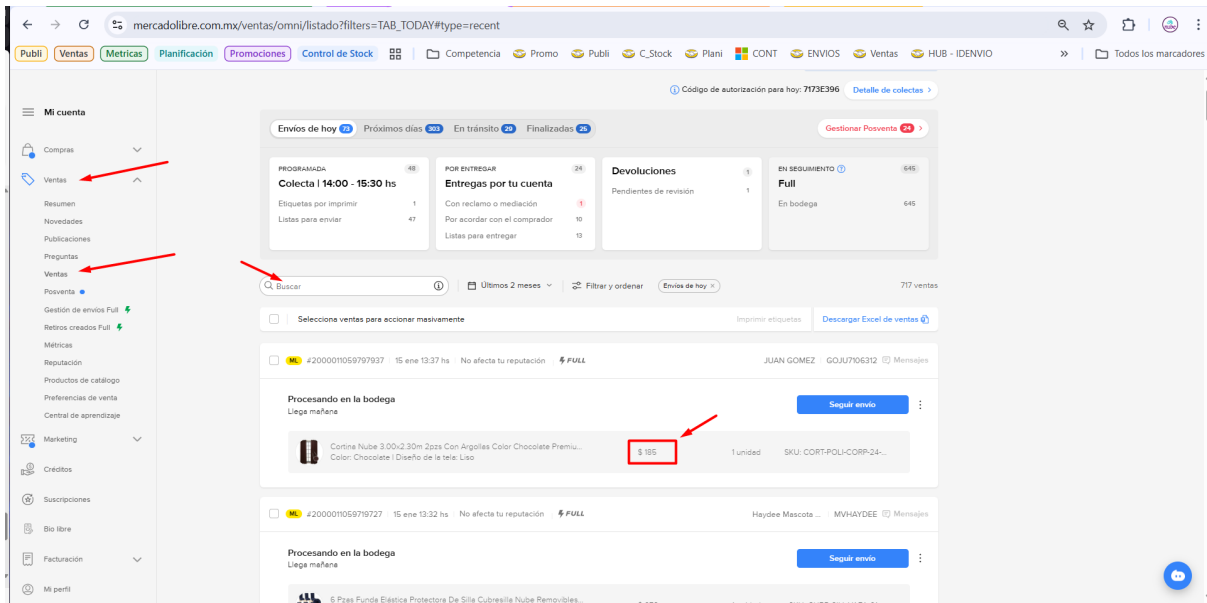 mercadolibre.com.mx/ventas/omni/listado?filters=TAB_TODAY#type=recent
Publi Ventas Metricas Planificación Promociones Control de Stock Competencia Promo Publi C_Stock Plani CONT ENVIOS Ventas HUB - IDENVIO » Todos los marcadores
Código de autorización para hoy: 7173E396 Detalle de colectas >
Mi cuenta
Compras
Ventas
Resumen
Novedades
Publicaciones
Preguntas
Ventas
Posventa
Gestión de envíos Full
Retiros creados Full
Métricas
Reputación
Productos de catálogo
Preferencias de venta
Central de aprendizaje
Marketing
Créditos
Suscripciones
Bio libre
Facturación
Mi perfil
Envíos de hoy 73 Próximos días 303 En tránsito 29 Finalizadas 25
Gestionar Posventa 24 >
PROGRAMADA 48
Colecta | 14:00 - 15:30 hs
Etiquetas por imprimir 1
Listas para enviar 47
POR ENTREGAR 24
Entregas por tu cuenta
Con reclamo o mediación 1
Por acordar con el comprador 10
Listas para entregar 13
Devoluciones 1
Pendientes de revisión 1
EN SEGUIMIENTO 645
Full
En bodega 645
Buscar
Últimos 2 meses
Filtrar y ordenar
Envíos de hoy ×
717 ventas
Selecciona ventas para accionar masivamente
Imprimir etiquetas
Descargar Excel de ventas
ML #2000011059797937 | 15 ene 13:37 hs | No afecta tu reputación | FULL
JUAN GOMEZ | GOJU7106312 Mensajes
Procesando en la bodega
Llega mañana
Seguir envío
Cortina Nube 3.00x2.30m 2pzs Con Argollas Color Chocolate Premiu...
Color: Chocolate | Diseño de la tela: Liso
$ 185
1 unidad
SKU: CORT-POLI-CORP-24-...
ML #2000011059719727 | 15 ene 13:32 hs | No afecta tu reputación | FULL
Haydee Mascota ... | MVHAYDEE Mensajes
Procesando en la bodega
Llega mañana
Seguir envío
6 Pzas Funda Elástica Protectora De Silla Cubresilla Nube Removibles...